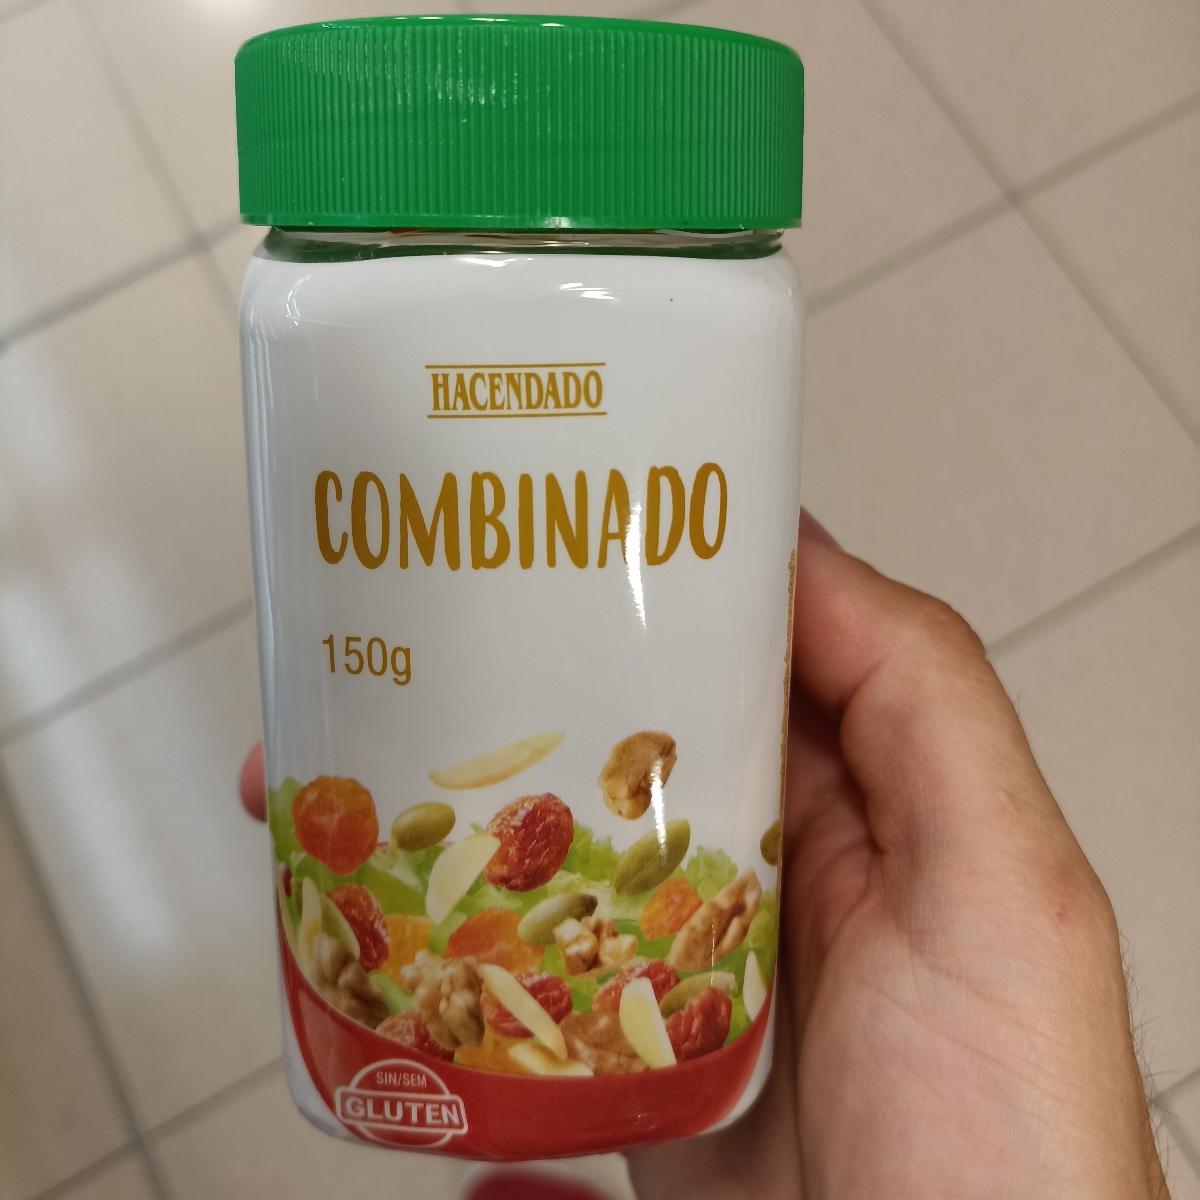 HACENDADO
COMBINADO
150g
SIN/SEM
GLUTEN